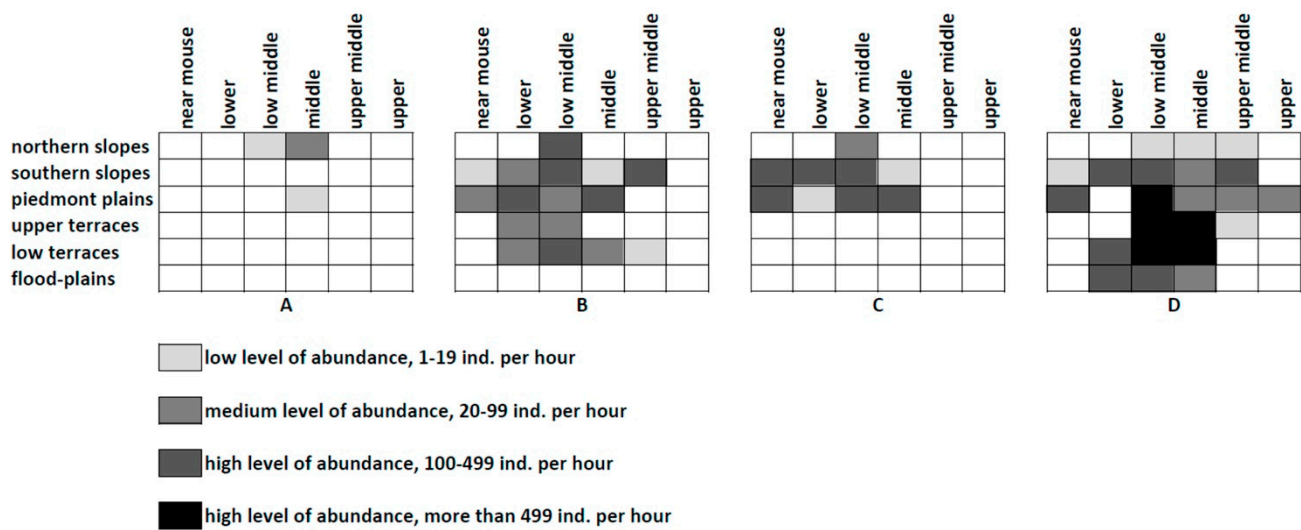 near mouse lower low middle middle upper middle upper
near mouse lower low middle middle upper middle upper
near mouse lower low middle middle upper middle upper
near mouse lower low middle middle upper middle upper
northern slopes
southern slopes
piedmont plains
upper terraces
low terraces
flood-plains
A B C D
low level of abundance, 1-19 ind. per hour
medium level of abundance, 20-99 ind. per hour
high level of abundance, 100-499 ind. per hour
high level of abundance, more than 499 ind. per hour